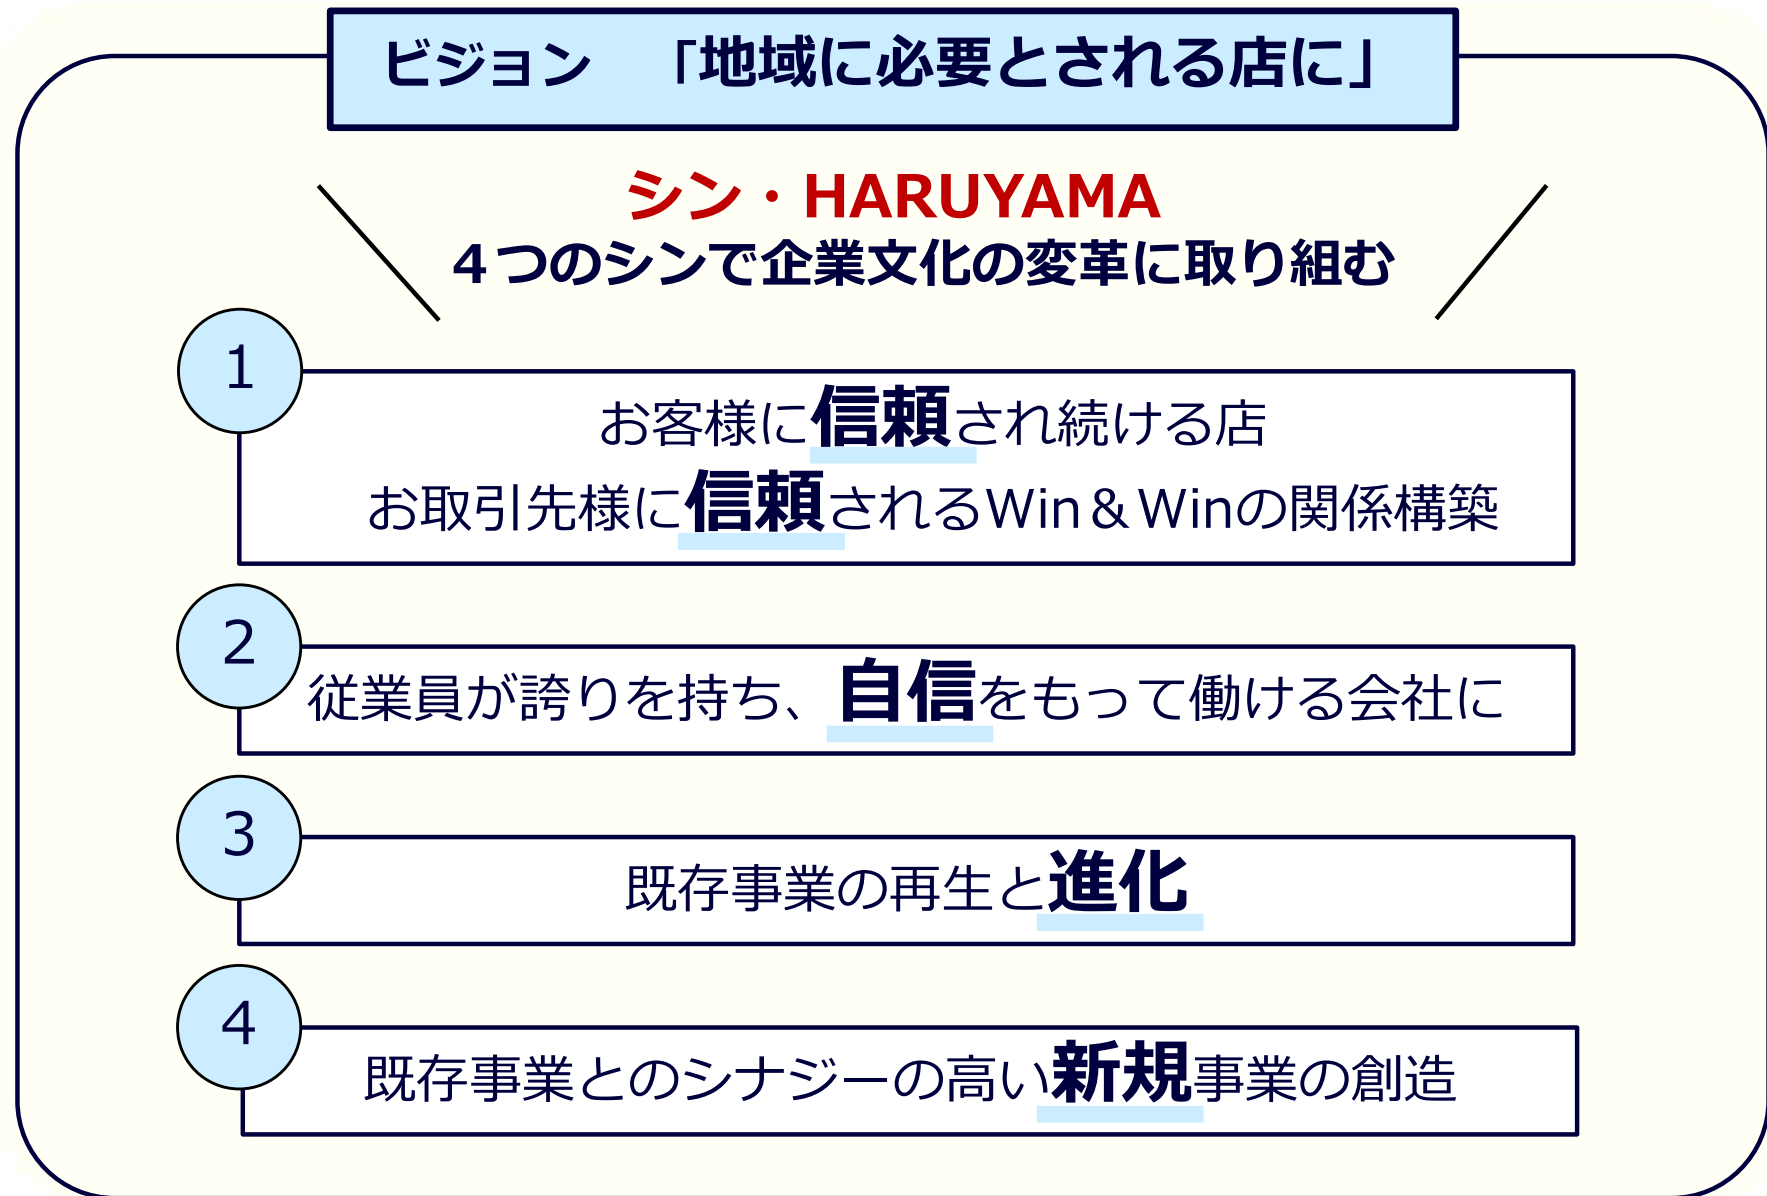 ビジョン　「地域に必要とされる店に」
シン・HARUYAMA
４つのシンで企業文化の変革に取り組む
1
お客様に信頼され続ける店
お取引先様に信頼されるWin＆Winの関係構築
2
従業員が誇りを持ち、自信をもって働ける会社に
3
既存事業の再生と進化
4
既存事業とのシナジーの高い新規事業の創造